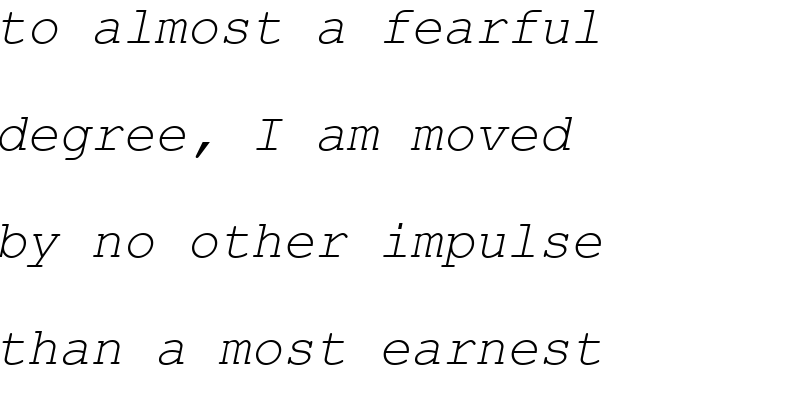 to almost a fearful
degree, I am moved
by no other impulse
than a most earnest